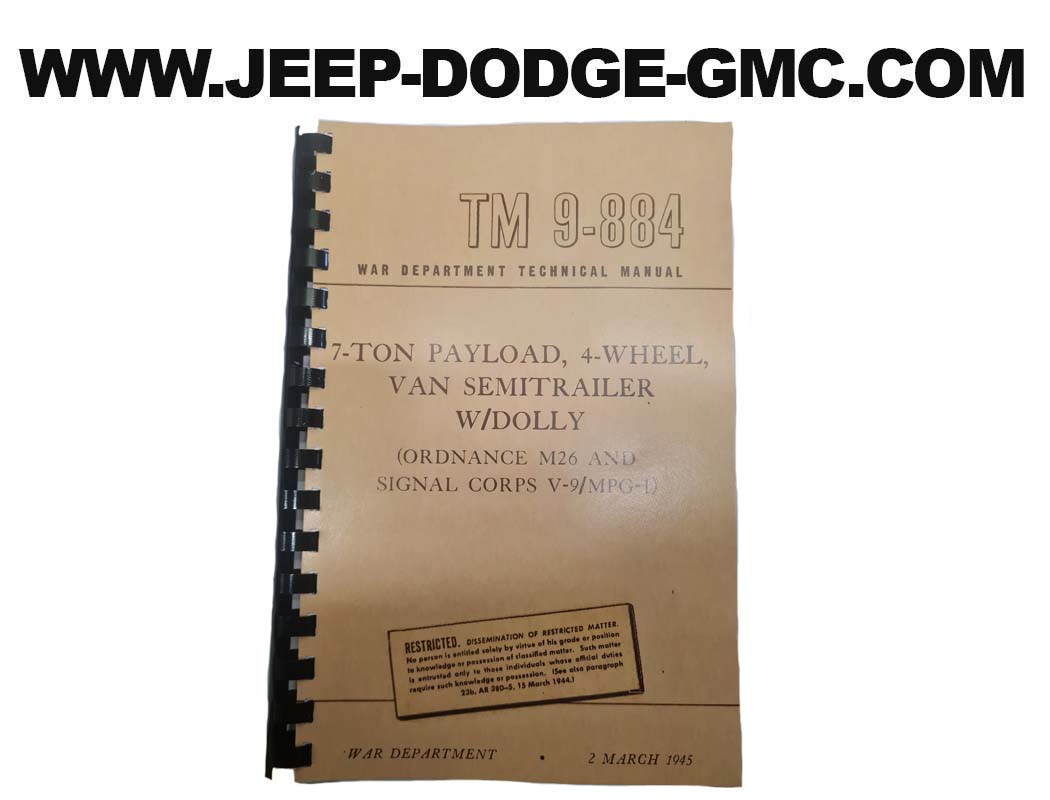 WWW.JEEP-DODGE-GMC.COM
TM 9-884
WAR DEPARTMENT TECHNICAL MANUAL
7-TON PAYLOAD, 4-WHEEL,
VAN SEMITRAILER
W/DOLLY
(ORDNANCE M26 AND
SIGNAL CORPS V-9/MPG-1)
RESTRICTED. DISSEMINATION OF RESTRICTED MATTER.
No person is entitled solely by virtue of his grade or position
to knowledge or possession of classified matter. Such matter
is entrusted only to those individuals whose official duties
require such knowledge or possession. (See also paragraph
23b, AR 380-5, 15 March 1944.)
WAR DEPARTMENT • 2 MARCH 1945